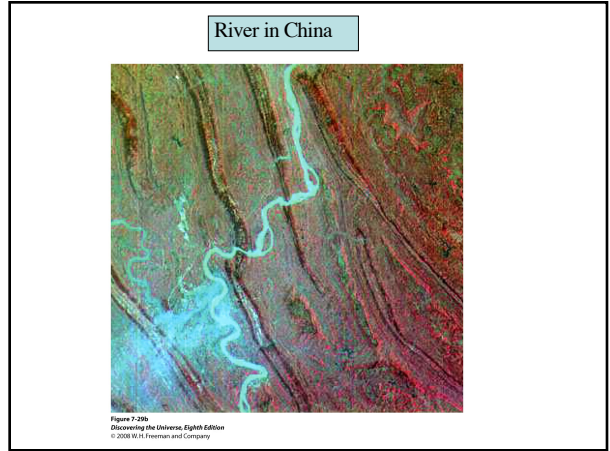 River in China
Figure 7-29b
Discovering the Universe, Eighth Edition
© 2008 W. H. Freeman and Company